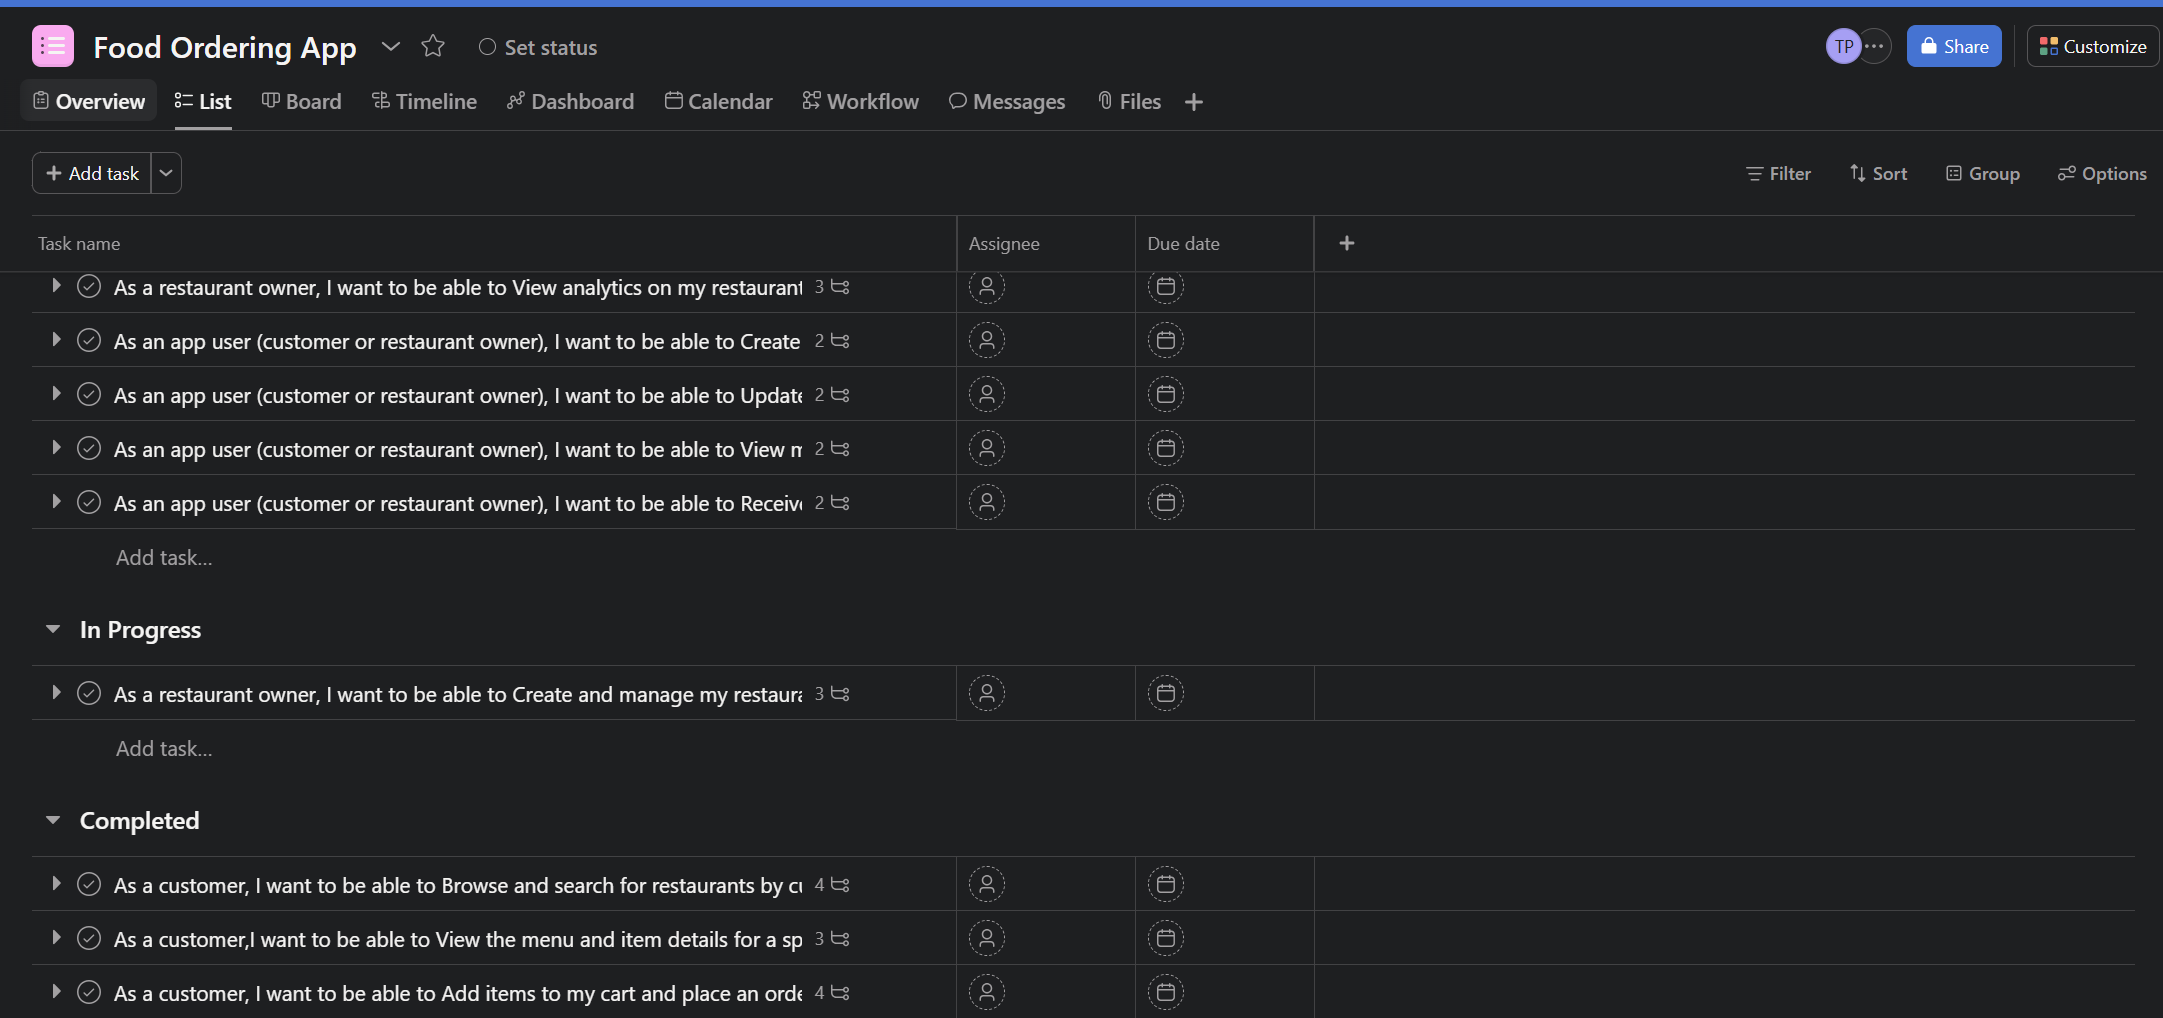 Food Ordering App
Set status
TP
Share
Customize
Overview
List
Board
Timeline
Dashboard
Calendar
Workflow
Messages
Files
+
+ Add task
Filter
Sort
Group
Options
Task name
Assignee
Due date
+
As a restaurant owner, I want to be able to View analytics on my restaurant 3
As an app user (customer or restaurant owner), I want to be able to Create 2
As an app user (customer or restaurant owner), I want to be able to Update 2
As an app user (customer or restaurant owner), I want to be able to View m 2
As an app user (customer or restaurant owner), I want to be able to Receive 2
Add task...
In Progress
As a restaurant owner, I want to be able to Create and manage my restaura 3
Add task...
Completed
As a customer, I want to be able to Browse and search for restaurants by cu 4
As a customer,I want to be able to View the menu and item details for a sp 3
As a customer, I want to be able to Add items to my cart and place an orde 4